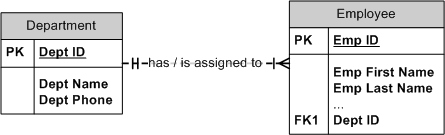 Department
PK Dept ID
Dept Name
Dept Phone
has / is assigned to
Employee
PK Emp ID
Emp First Name
Emp Last Name
...
FK1 Dept ID